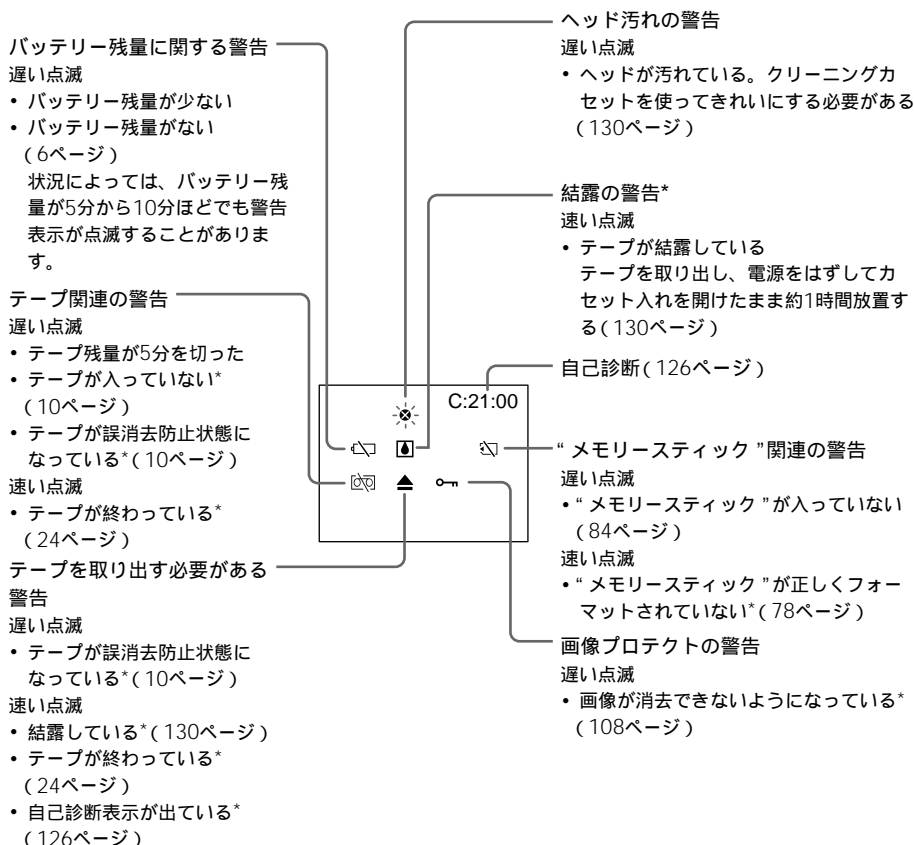 バッテリー残量に関する警告
遅い点滅
• バッテリー残量が少ない
• バッテリー残量がない
（6ページ）
状況によっては、バッテリー残
量が5分から10分ほどでも警告
表示が点滅することがありま
す。
テープ関連の警告
遅い点滅
• テープ残量が5分を切った
• テープが入っていない*
（10ページ）
• テープが誤消去防止状態に
なっている*（10ページ）
速い点滅
• テープが終わっている*
（24ページ）
テープを取り出す必要がある
警告
遅い点滅
• テープが誤消去防止状態に
なっている*（10ページ）
速い点滅
• 結露している*（130ページ）
• テープが終わっている*
（24ページ）
• 自己診断表示が出ている*
（126ページ）
C:21:00
ヘッド汚れの警告
遅い点滅
• ヘッドが汚れている。クリーニングカ
セットを使ってきれいにする必要がある
（130ページ）
結露の警告*
速い点滅
• テープが結露している
テープを取り出し、電源をはずしてカ
セット入れを開けたまま約1時間放置す
る（130ページ）
自己診断（126ページ）
“メモリースティック”関連の警告
遅い点滅
• “メモリースティック”が入っていない
（84ページ）
速い点滅
• “メモリースティック”が正しくフォー
マットされていない*（78ページ）
画像プロテクトの警告
遅い点滅
• 画像が消去できないようになっている*
（108ページ）